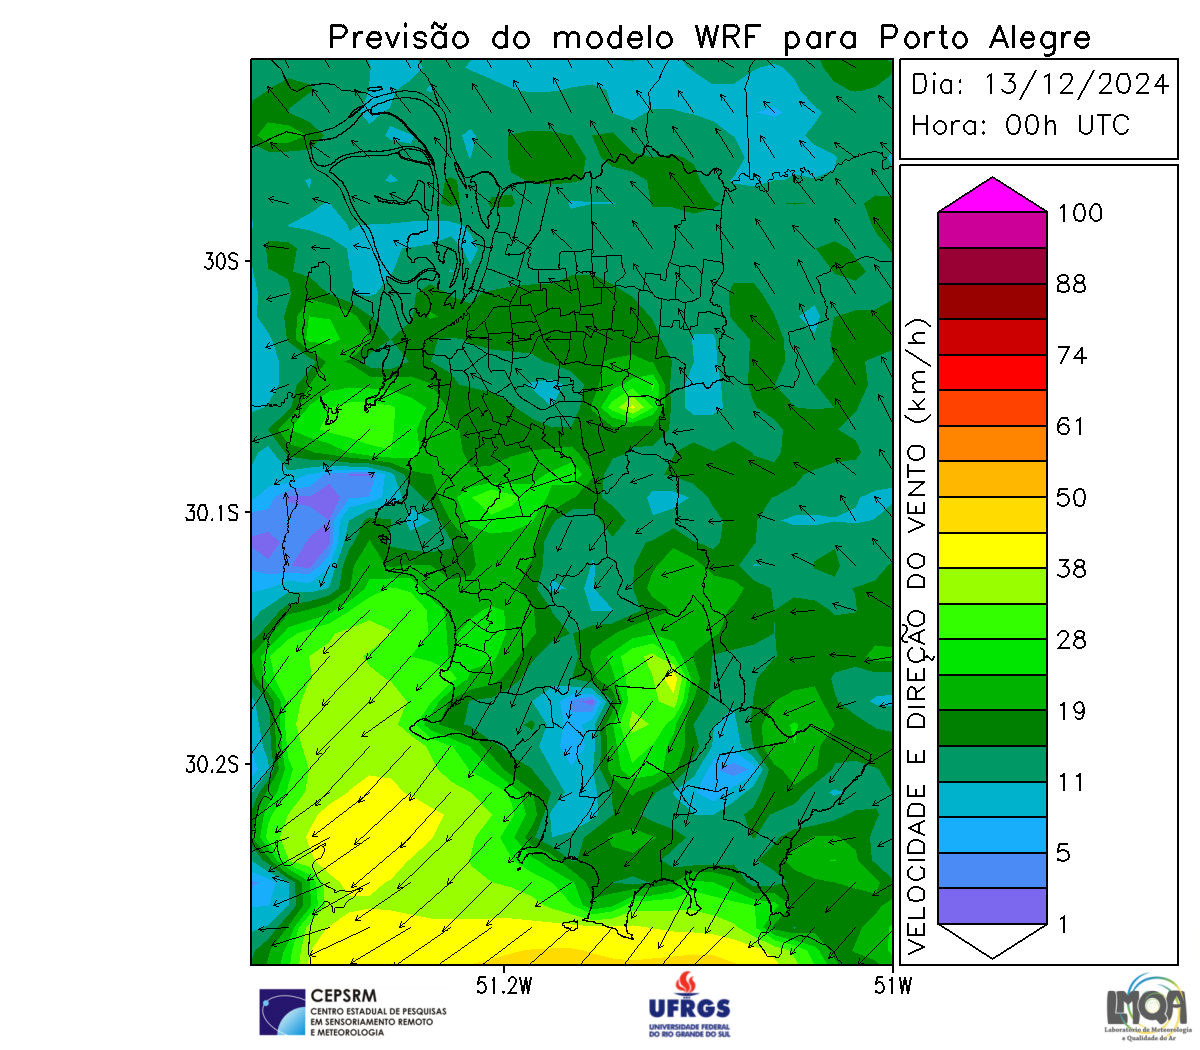 Previsão do modelo WRF para Porto Alegre
Dia: 13/12/2024
Hora: 00h UTC
30S
30.1S
30.2S
51.2W
51W
VELOCIDADE E DIREÇÃO DO VENTO (km/h)
100
88
74
61
50
38
28
19
11
5
1
CEPSRM
CENTRO ESTADUAL DE PESQUISAS
EM SENSORIAMENTO REMOTO
E METEOROLOGIA
UFRGS
UNIVERSIDADE FEDERAL
DO RIO GRANDE DO SUL
LMQA
Laboratório de Meteorologia
e Qualidade do Ar